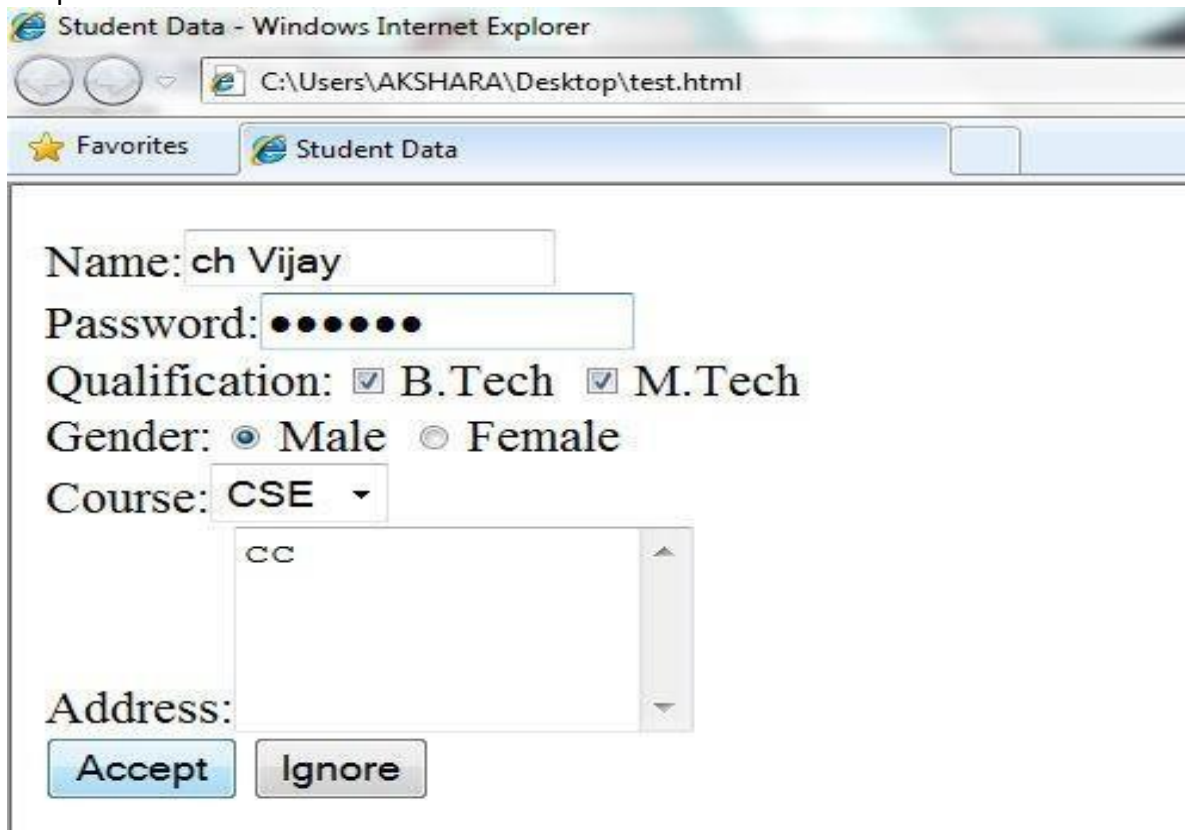 Student Data - Windows Internet Explorer
C:\Users\AKSHARA\Desktop\test.html
Favorites Student Data
Name: ch Vijay
Password: ●●●●●●
Qualification: B.Tech M.Tech
Gender: Male Female
Course: CSE
cc
Address:
Accept Ignore